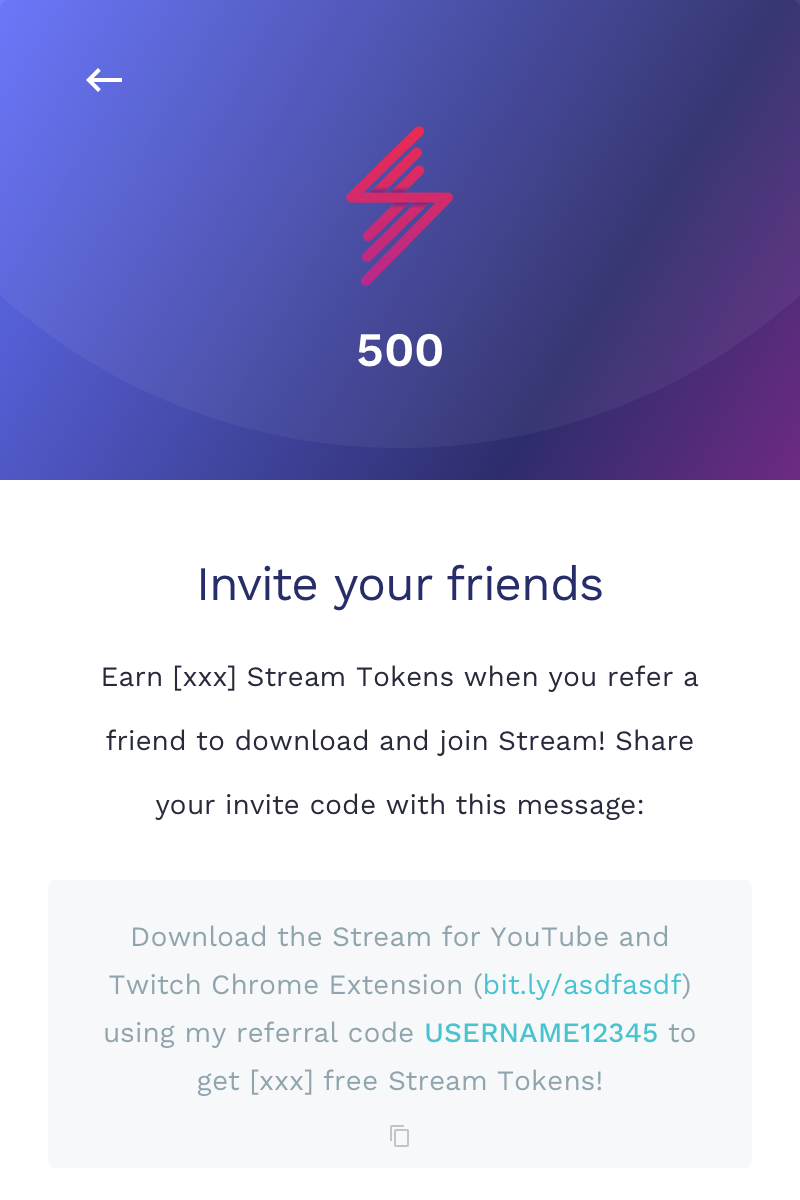 500
Invite your friends
Earn [xxx] Stream Tokens when you refer a
friend to download and join Stream! Share
your invite code with this message:
Download the Stream for YouTube and
Twitch Chrome Extension (bit.ly/asdfasdf)
using my referral code USERNAME12345 to
get [xxx] free Stream Tokens!